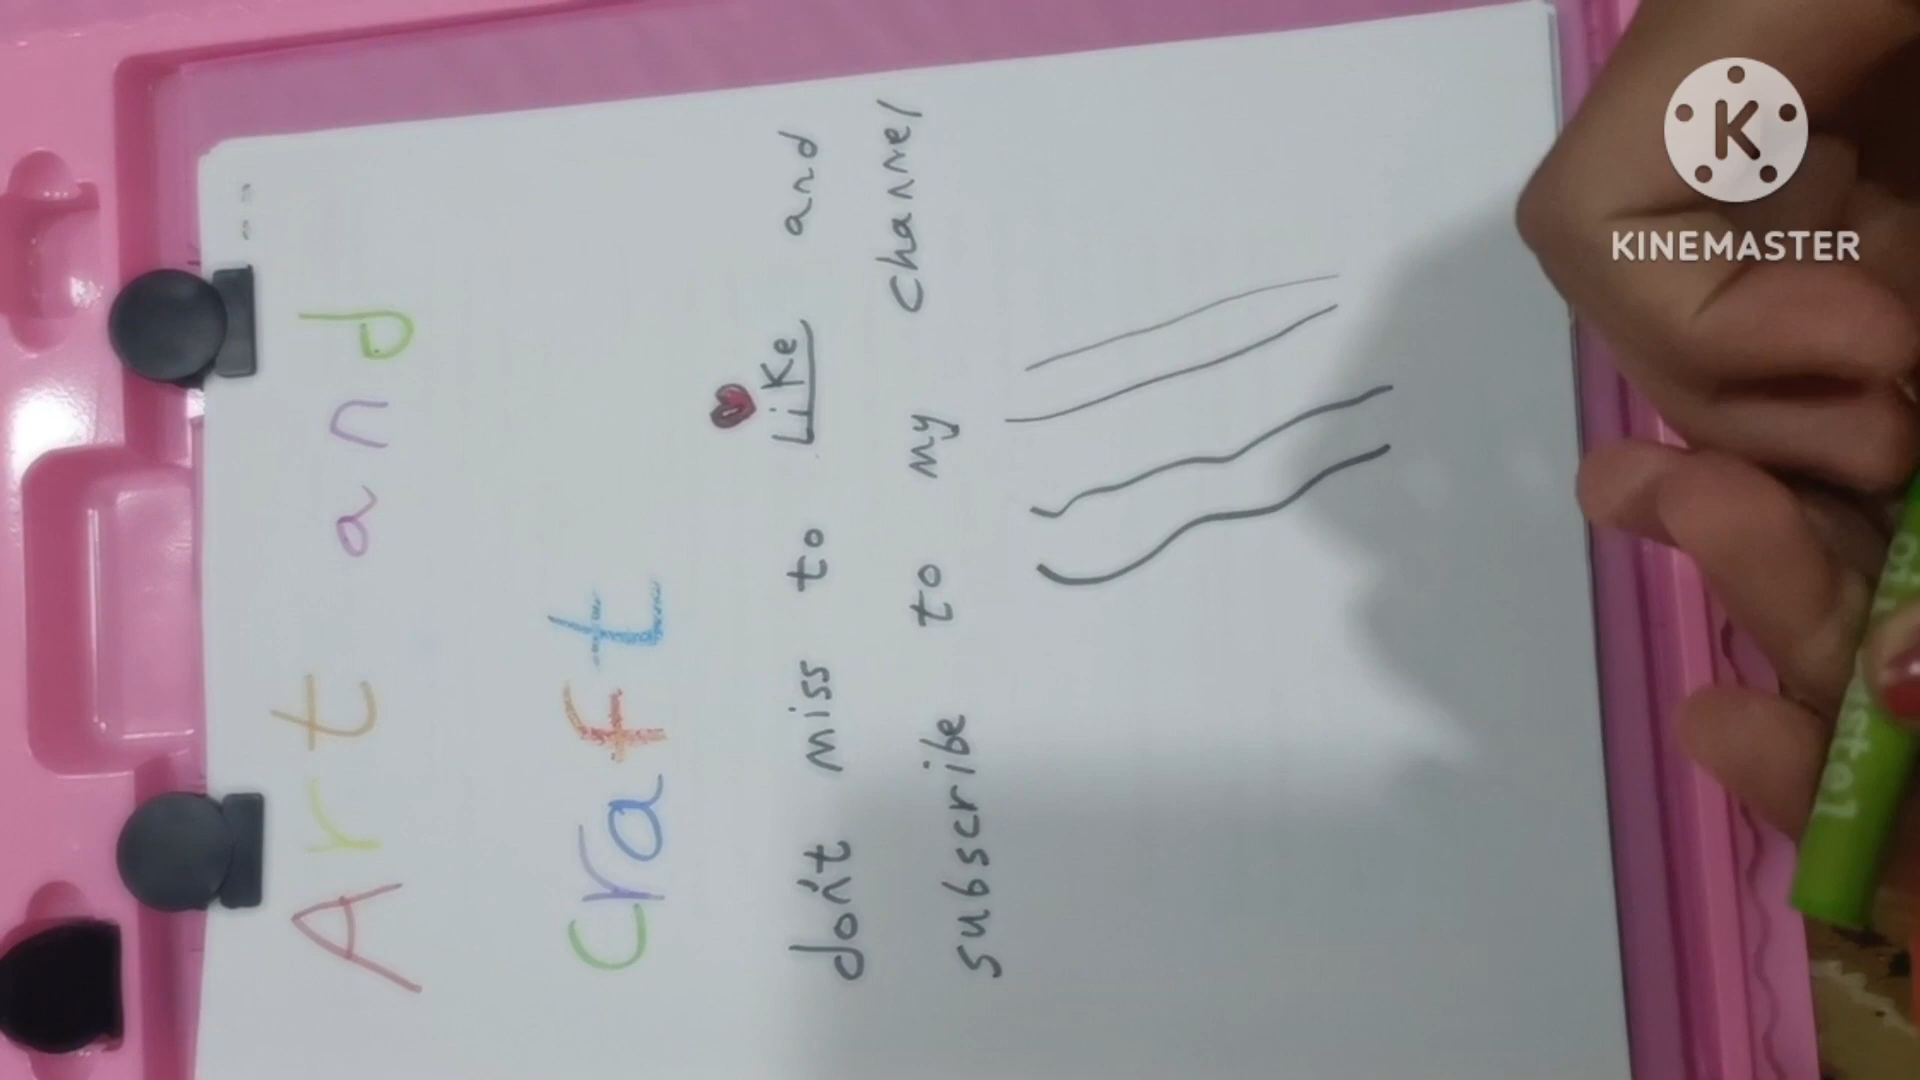 Art and
craft
don't miss to Like and
subscribe to my channel
KINEMASTER